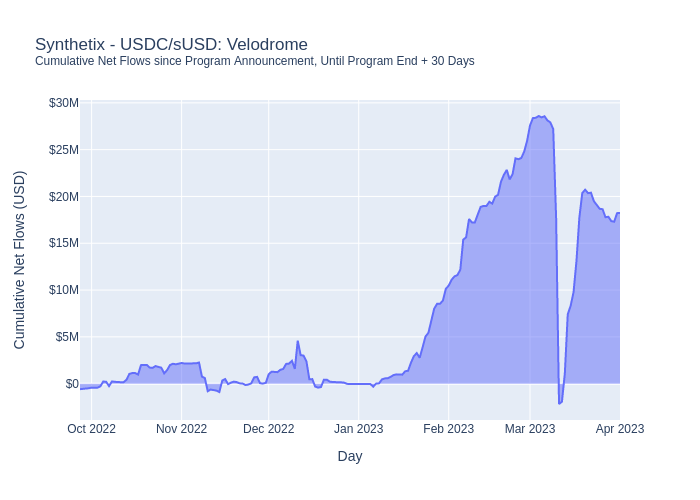 Synthetix - USDC/sUSD: Velodrome
Cumulative Net Flows since Program Announcement, Until Program End + 30 Days
$30M
$25M
$20M
$15M
$10M
$5M
$0
Cumulative Net Flows (USD)
Oct 2022 Nov 2022 Dec 2022 Jan 2023 Feb 2023 Mar 2023 Apr 2023
Day